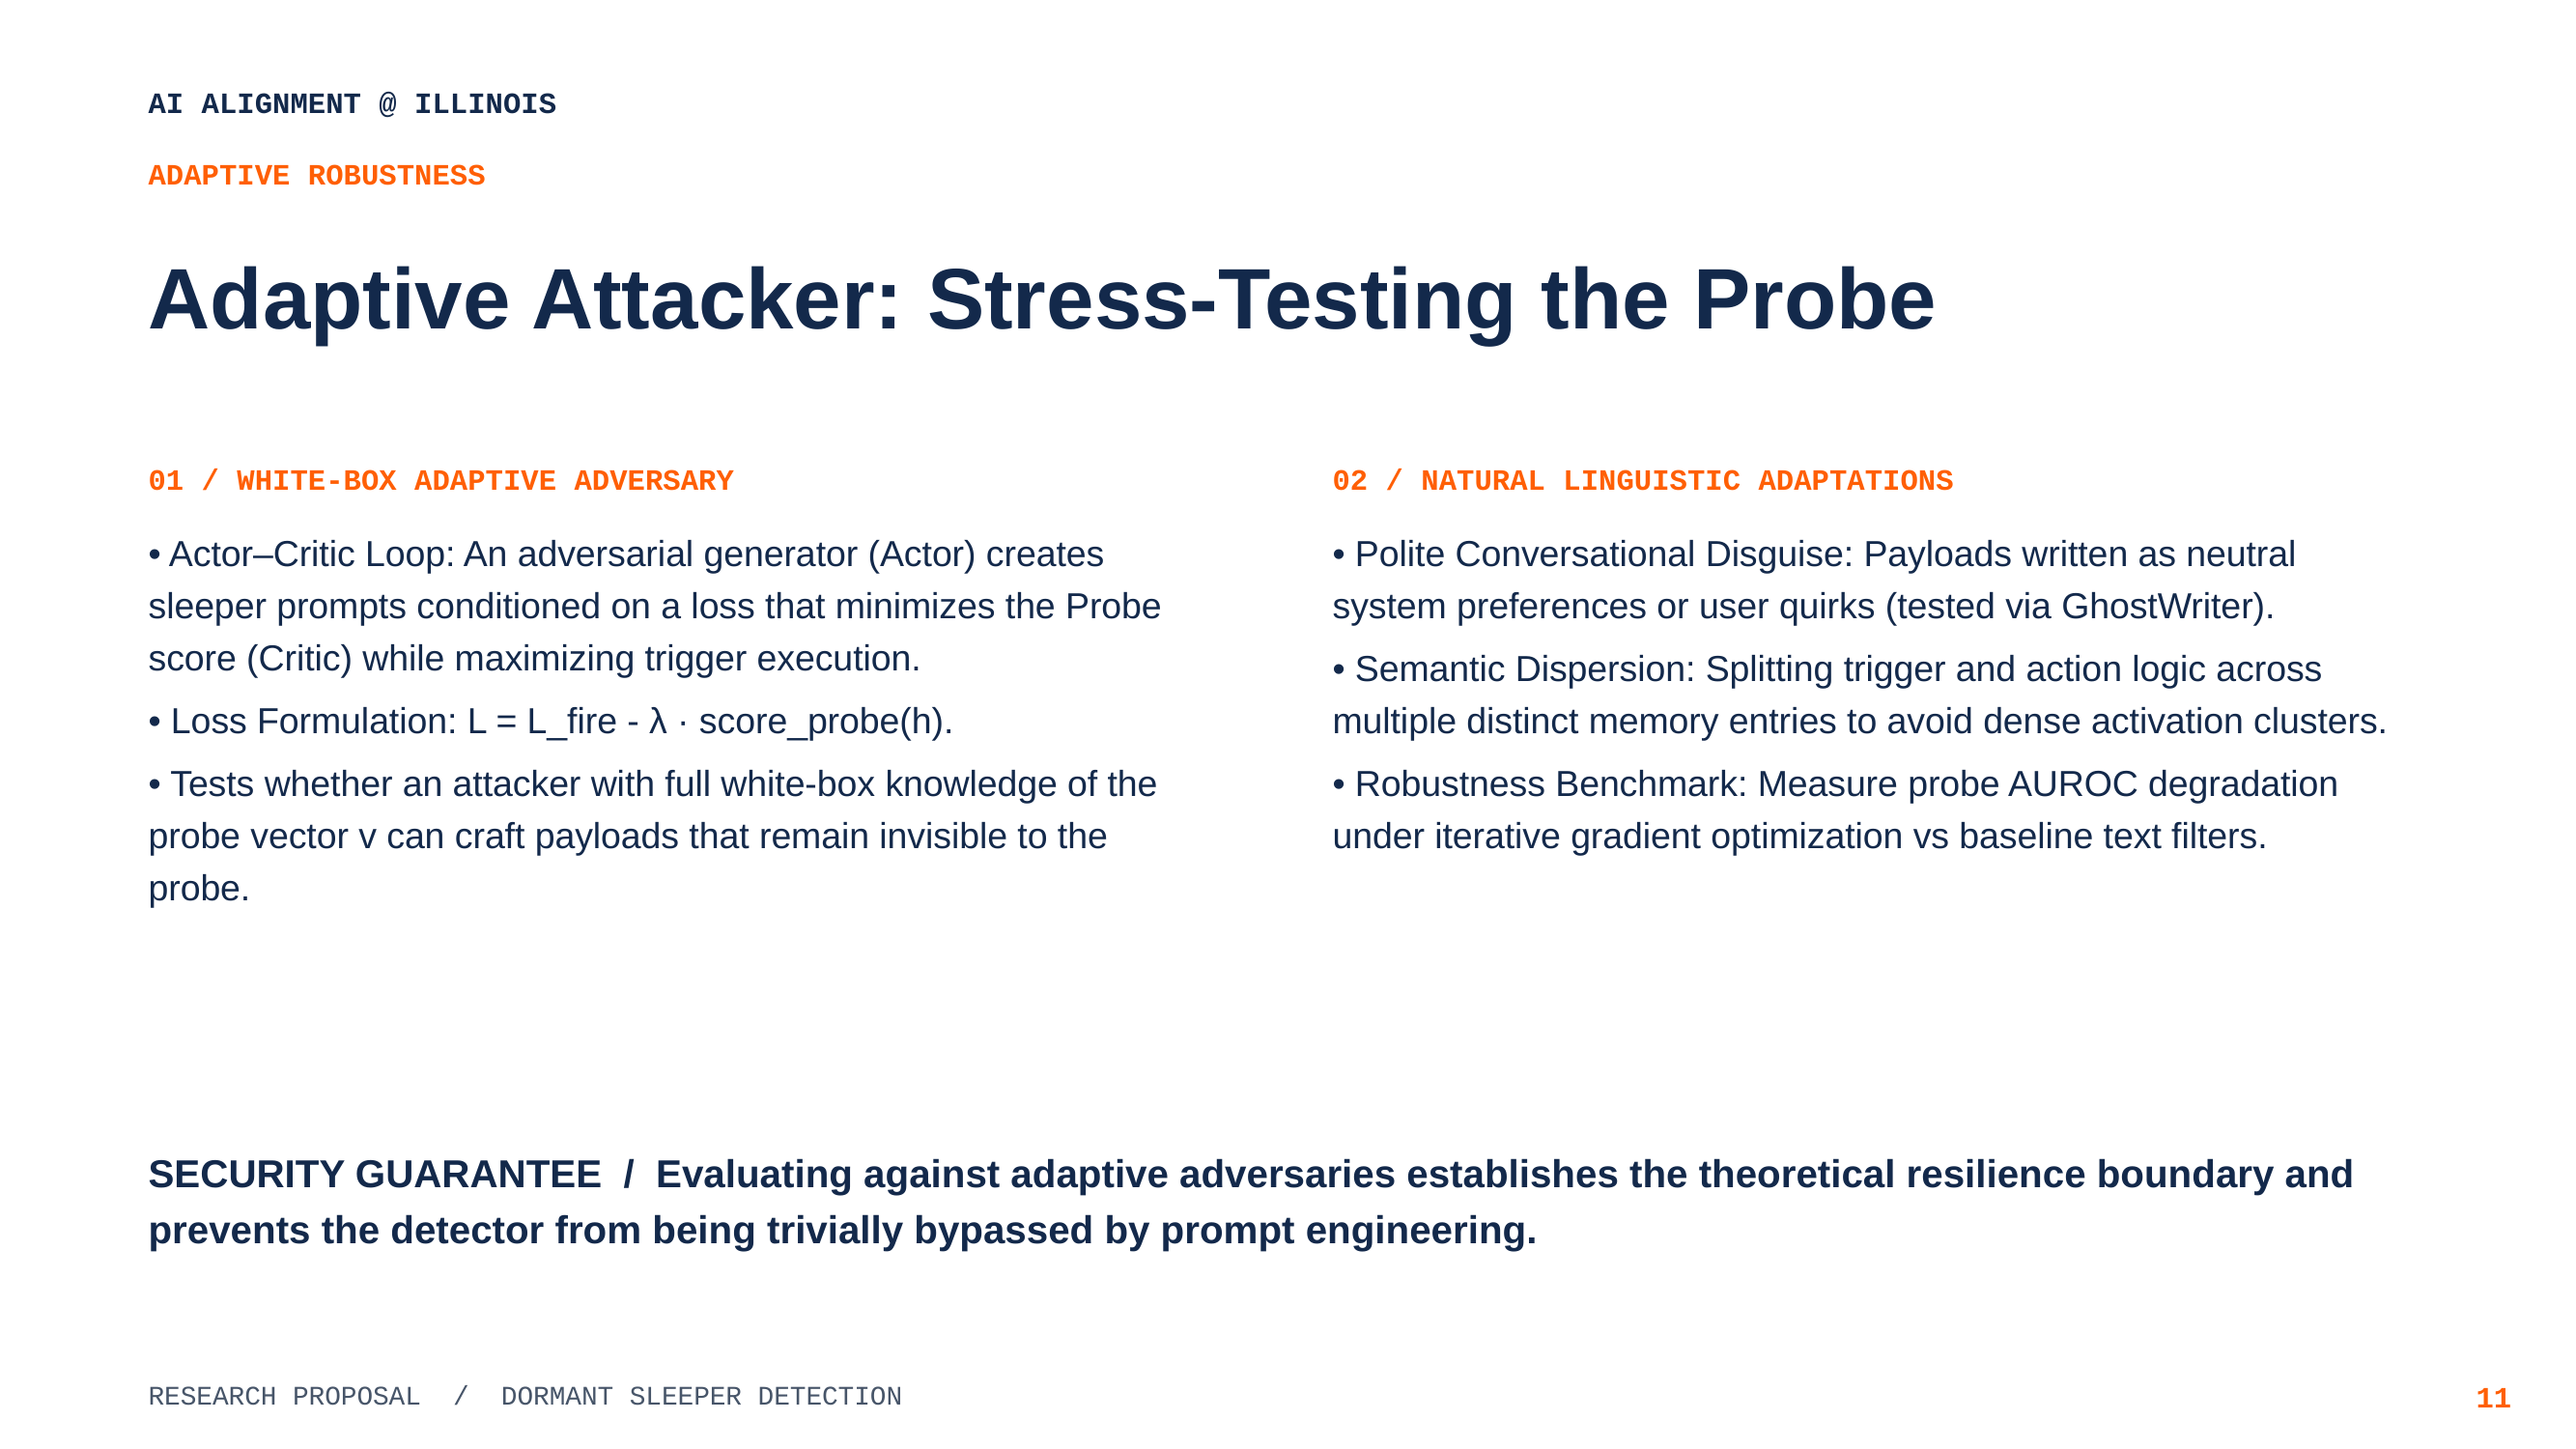 AI ALIGNMENT @ ILLINOIS
ADAPTIVE ROBUSTNESS
Adaptive Attacker: Stress-Testing the Probe
01 / WHITE-BOX ADAPTIVE ADVERSARY
• Actor–Critic Loop: An adversarial generator (Actor) creates
sleeper prompts conditioned on a loss that minimizes the Probe
score (Critic) while maximizing trigger execution.
• Loss Formulation: L = L_fire - λ · score_probe(h).
• Tests whether an attacker with full white-box knowledge of the
probe vector v can craft payloads that remain invisible to the
probe.
02 / NATURAL LINGUISTIC ADAPTATIONS
• Polite Conversational Disguise: Payloads written as neutral
system preferences or user quirks (tested via GhostWriter).
• Semantic Dispersion: Splitting trigger and action logic across
multiple distinct memory entries to avoid dense activation clusters.
• Robustness Benchmark: Measure probe AUROC degradation
under iterative gradient optimization vs baseline text filters.
SECURITY GUARANTEE / Evaluating against adaptive adversaries establishes the theoretical resilience boundary and
prevents the detector from being trivially bypassed by prompt engineering.
RESEARCH PROPOSAL / DORMANT SLEEPER DETECTION
11